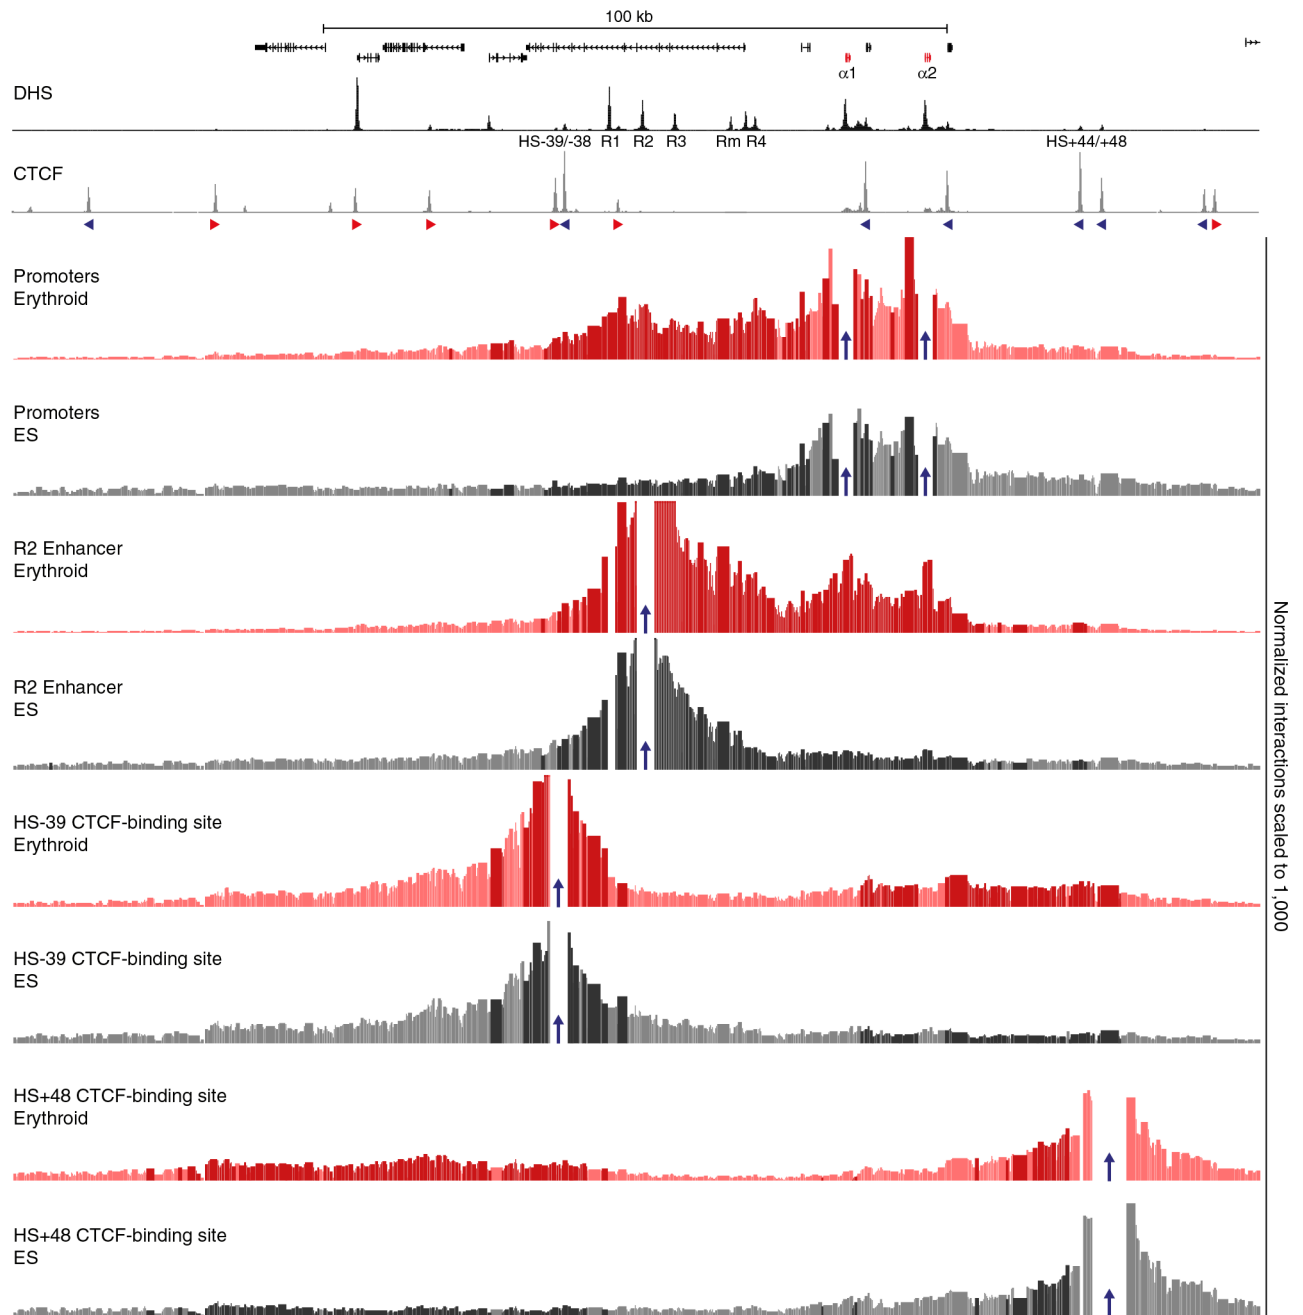 100 kb
α1
α2
DHS
HS-39/-38 R1 R2 R3 Rm R4 HS+44/+48
CTCF
Promoters
Erythroid
Promoters
ES
R2 Enhancer
Erythroid
R2 Enhancer
ES
HS-39 CTCF-binding site
Erythroid
HS-39 CTCF-binding site
ES
HS+48 CTCF-binding site
Erythroid
HS+48 CTCF-binding site
ES
Normalized interactions scaled to 1,000